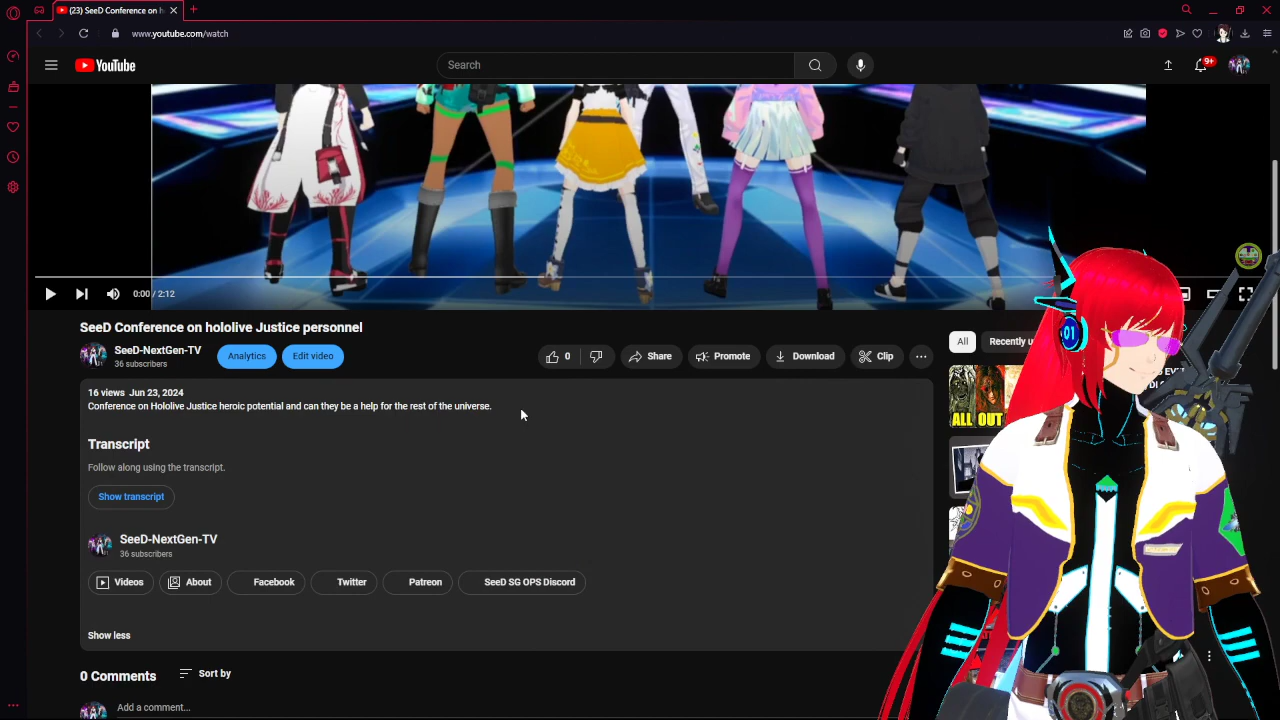 (23) SeeD Conference on h
www.youtube.com/watch
YouTube
Search
9+
0:00 / 2:12
SeeD Conference on hololive Justice personnel
SeeD-NextGen-TV
36 subscribers
Analytics
Edit video
0
Share
Promote
Download
Clip
All
Recently u
16 views Jun 23, 2024
Conference on Hololive Justice heroic potential and can they be a help for the rest of the universe.
ALL OUT
Transcript
Follow along using the transcript.
Show transcript
SeeD-NextGen-TV
36 subscribers
Videos
About
Facebook
Twitter
Patreon
SeeD SG OPS Discord
Show less
0 Comments
Sort by
Add a comment...
01